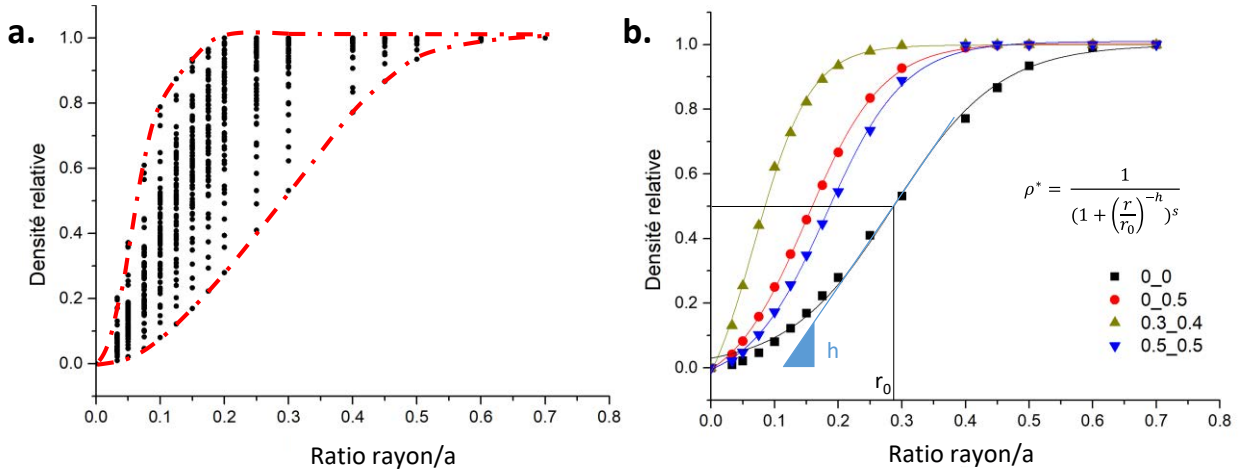 a.
Densité relative
1.0
0.8
0.6
0.4
0.2
0.0
0.0 0.1 0.2 0.3 0.4 0.5 0.6 0.7 0.8
Ratio rayon/a
b.
Densité relative
1.0
0.8
0.6
0.4
0.2
0.0
ρ* = 1 / (1 + (r/r₀)⁻ʰ)ˢ
0_0
0_0.5
0.3_0.4
0.5_0.5
h
r₀
0.0 0.1 0.2 0.3 0.4 0.5 0.6 0.7 0.8
Ratio rayon/a